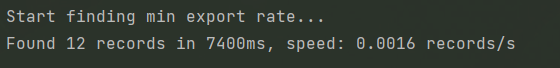 Start finding min export rate...
Found 12 records in 7400ms, speed: 0.0016 records/s